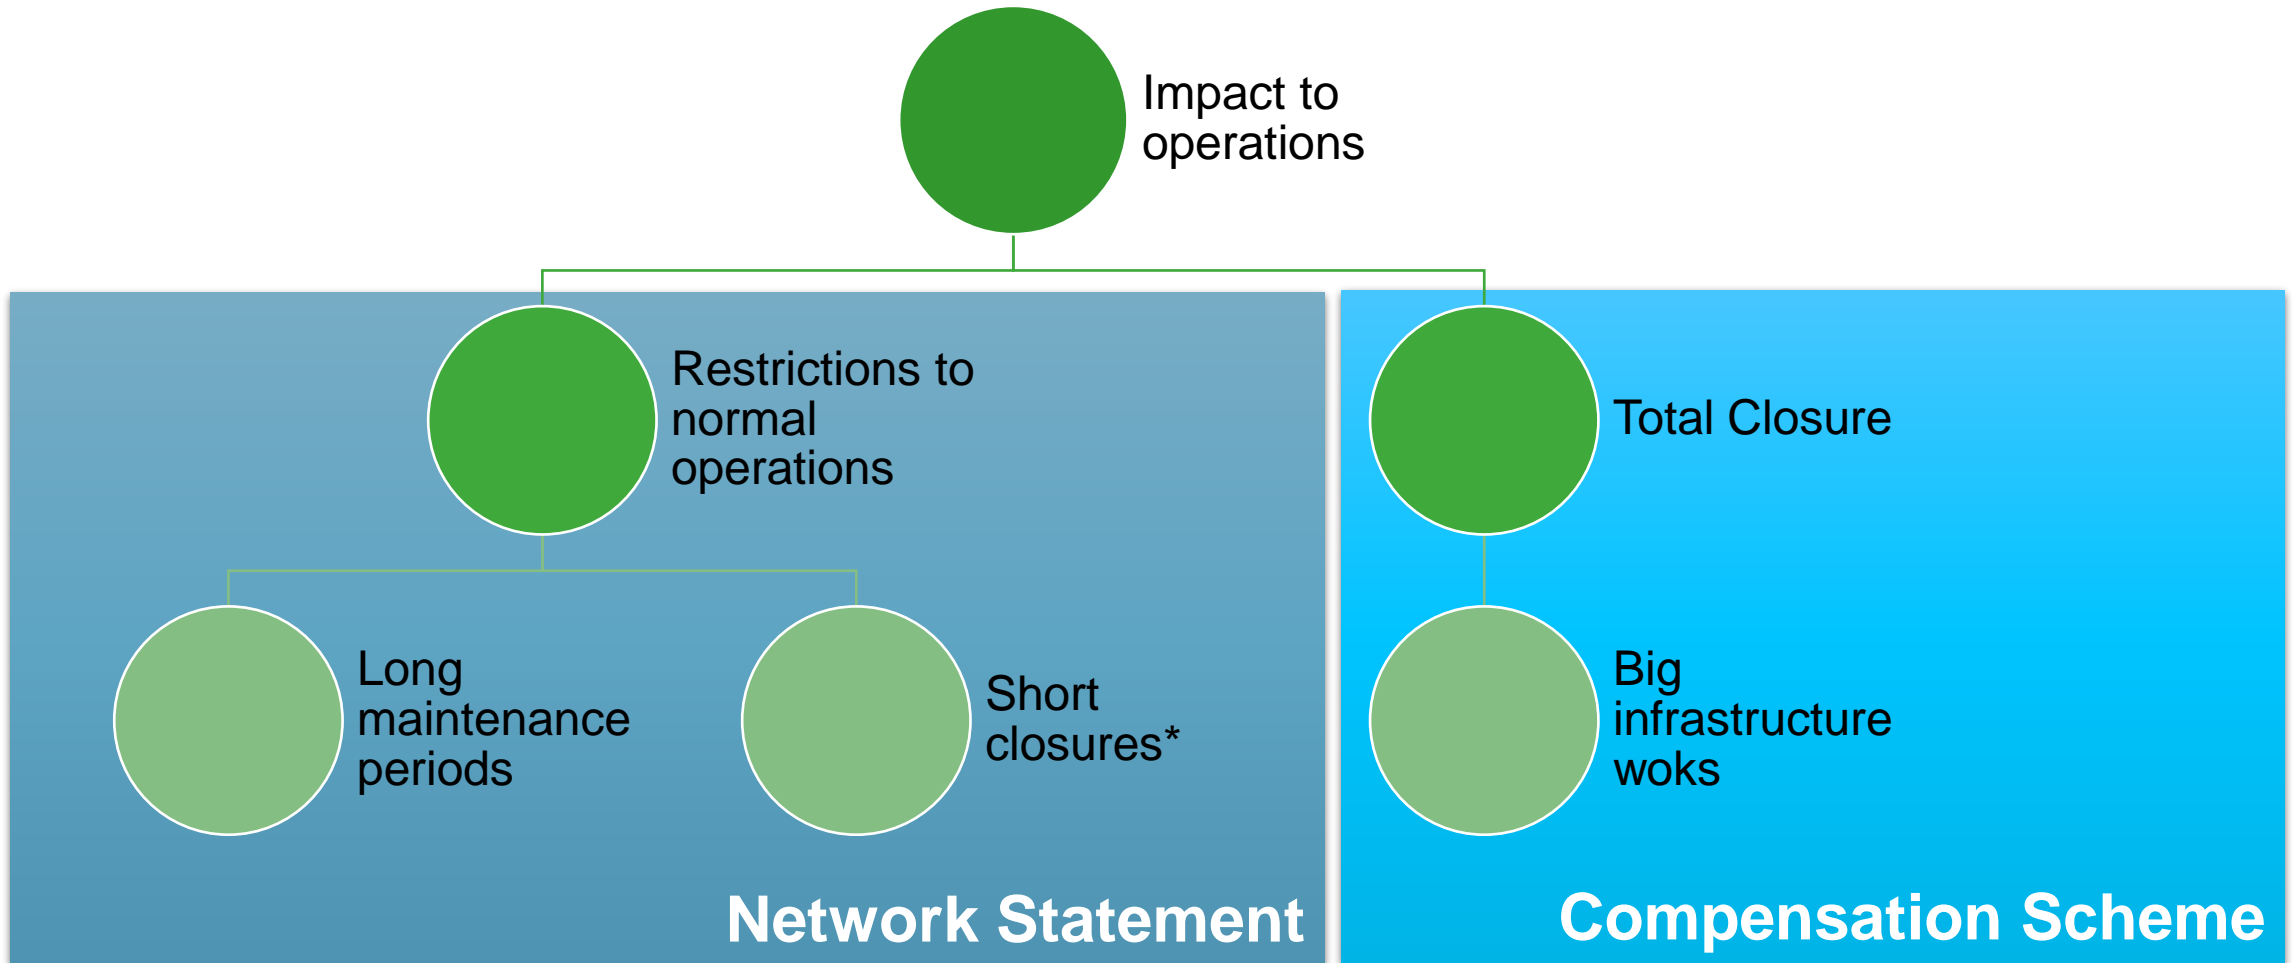 Impact to
operations
Restrictions to
normal
operations
Total Closure
Long
maintenance
periods
Short
closures*
Big
infrastructure
woks
Network Statement
Compensation Scheme